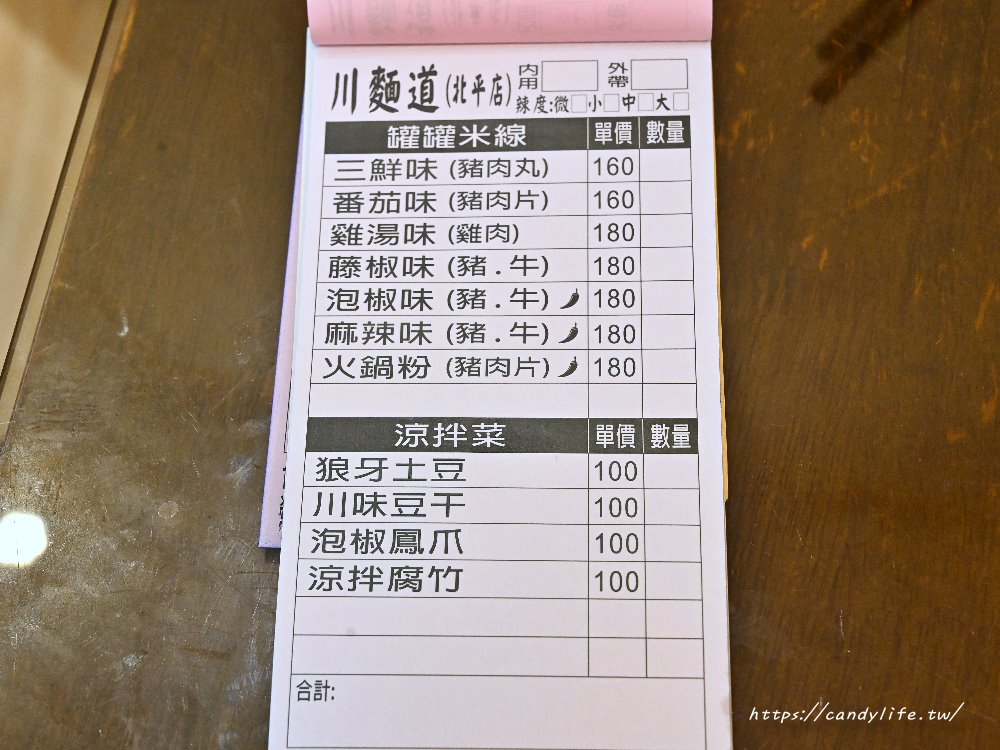 川麵道(北平店) 內用 外帶
辣度:微 小 中 大
罐罐米線 單價 數量
三鮮味(豬肉丸) 160
番茄味(豬肉片) 160
雞湯味(雞肉) 180
藤椒味(豬.牛) 180
泡椒味(豬.牛) 180
麻辣味(豬.牛) 180
火鍋粉(豬肉片) 180
涼拌菜 單價 數量
狼牙土豆 100
川味豆干 100
泡椒鳳爪 100
涼拌腐竹 100
合計:
https://candylife.tw/